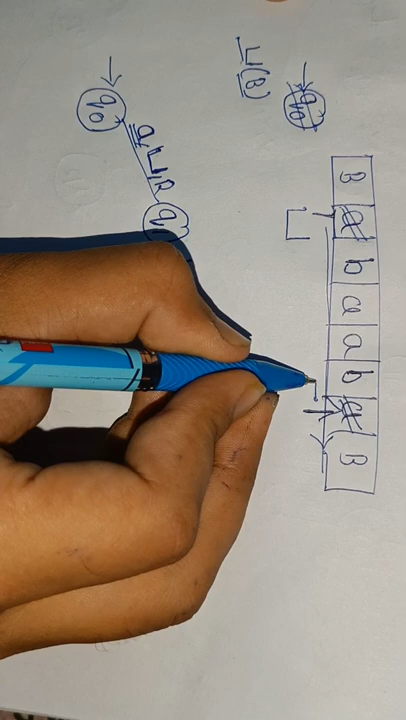 B a b a a b a B
q0
⊔(B)
q0
a, ⊔, R
q1